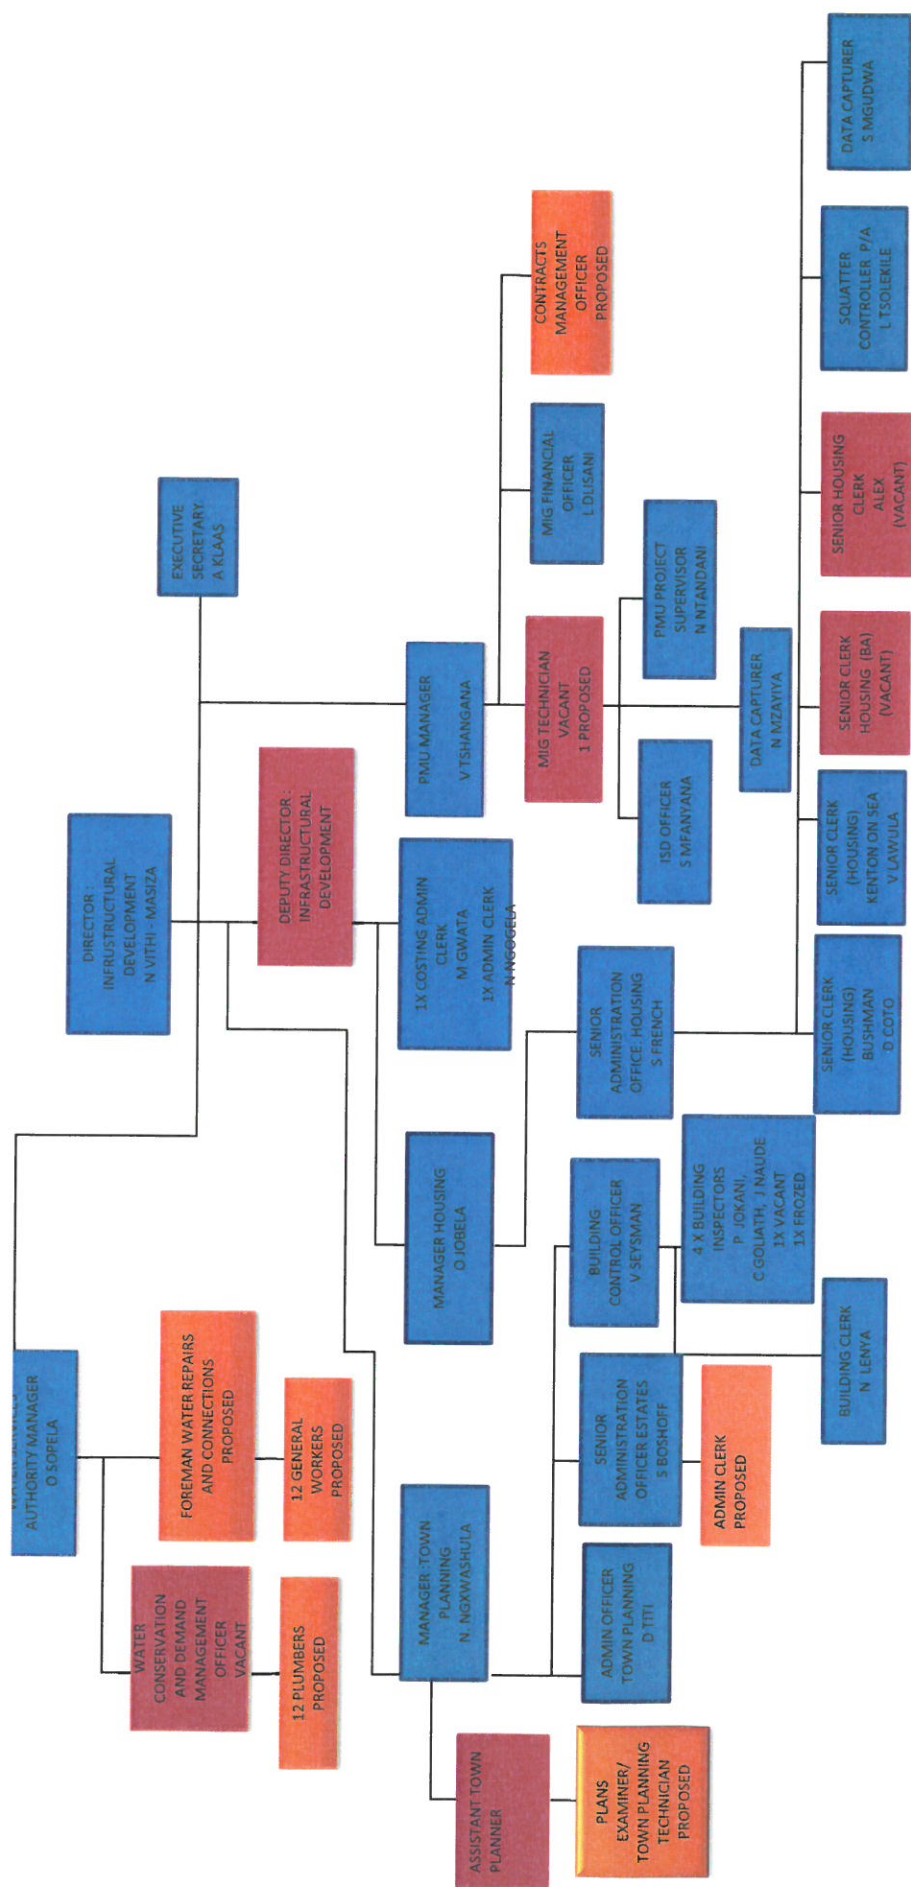 DIRECTOR :
INFRUSTRUCTURAL
DEVELOPMENT
N VITHI - MASIZA
EXECUTIVE
SECRETARY
A KLAAS
AUTHORITY MANAGER
O SOPELA
WATER
CONSERVATION
AND DEMAND
MANAGEMENT
OFFICER
VACANT
FOREMAN WATER REPAIRS
AND CONNECTIONS
PROPOSED
12 PLUMBERS
PROPOSED
12 GENERAL
WORKERS
PROPOSED
DEPUTY DIRECTOR :
INFRASTRUCTURAL
DEVELOPMENT
MANAGER :TOWN
PLANNING
N. NGXWASHULA
MANAGER HOUSING
O JOBELA
1X COSTING ADMIN
CLERK
M GWATA
1X ADMIN CLERK
N NGOGELA
PMU MANAGER
V TSHANGANA
ASSISTANT TOWN
PLANNER
PLANS
EXAMINER/
TOWN PLANNING
TECHNICIAN
PROPOSED
ADMIN OFFICER
TOWN PLANNING
D TITI
SENIOR
ADMINISTRATION
OFFICER ESTATES
S BOSHOFF
BUILDING
CONTROL OFFICER
V SEYSMAN
SENIOR
ADMINISTRATION
OFFICE: HOUSING
S FRENCH
MIG TECHNICIAN
VACANT
1 PROPOSED
MIG FINANCIAL
OFFICER
L DLISANI
CONTRACTS
MANAGEMENT
OFFICER
PROPOSED
ADMIN CLERK
PROPOSED
4 X BUILDING
INSPECTORS
P JOKANI,
C GOLIATH, J NAUDE
1X VACANT
1X FROZED
ISD OFFICER
S MFANYANA
PMU PROJECT
SUPERVISOR
N NTANDANI
DATA CAPTURER
N MZAYIYA
BUILDING CLERK
N LENYA
SENIOR CLERK
(HOUSING)
BUSHMAN
D COTO
SENIOR CLERK
(HOUSING)
KENTON ON SEA
V LAWULA
SENIOR CLERK
HOUSING (BA)
(VACANT)
SENIOR HOUSING
CLERK
ALEX
(VACANT)
SQUATTER
CONTROLLER P/A
L TSOLEKILE
DATA CAPTURER
S MGUDWA